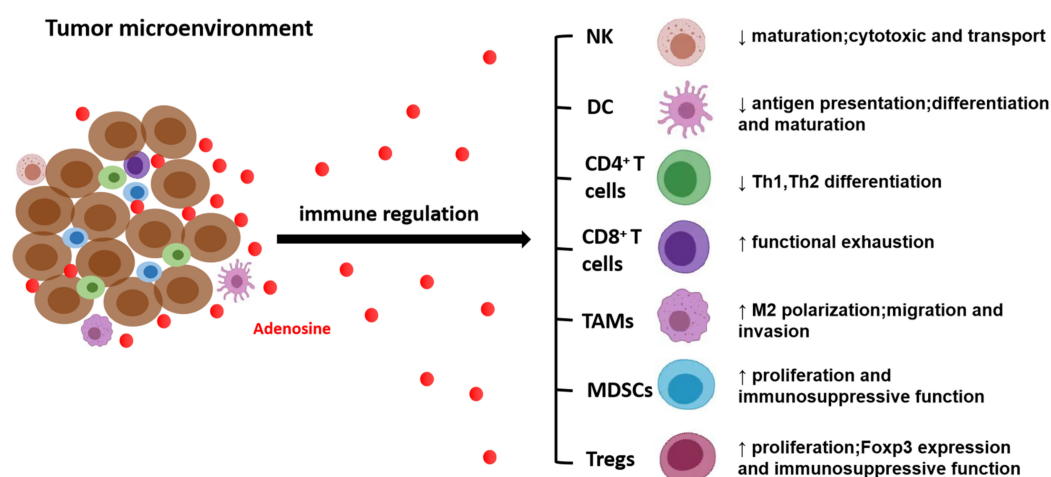 Tumor microenvironment
Adenosine
immune regulation
NK
↓ maturation;cytotoxic and transport
DC
↓ antigen presentation;differentiation
and maturation
CD4⁺ T
cells
↓ Th1,Th2 differentiation
CD8⁺ T
cells
↑ functional exhaustion
TAMs
↑ M2 polarization;migration and
invasion
MDSCs
↑ proliferation and
immunosuppressive function
Tregs
↑ proliferation;Foxp3 expression
and immunosuppressive function